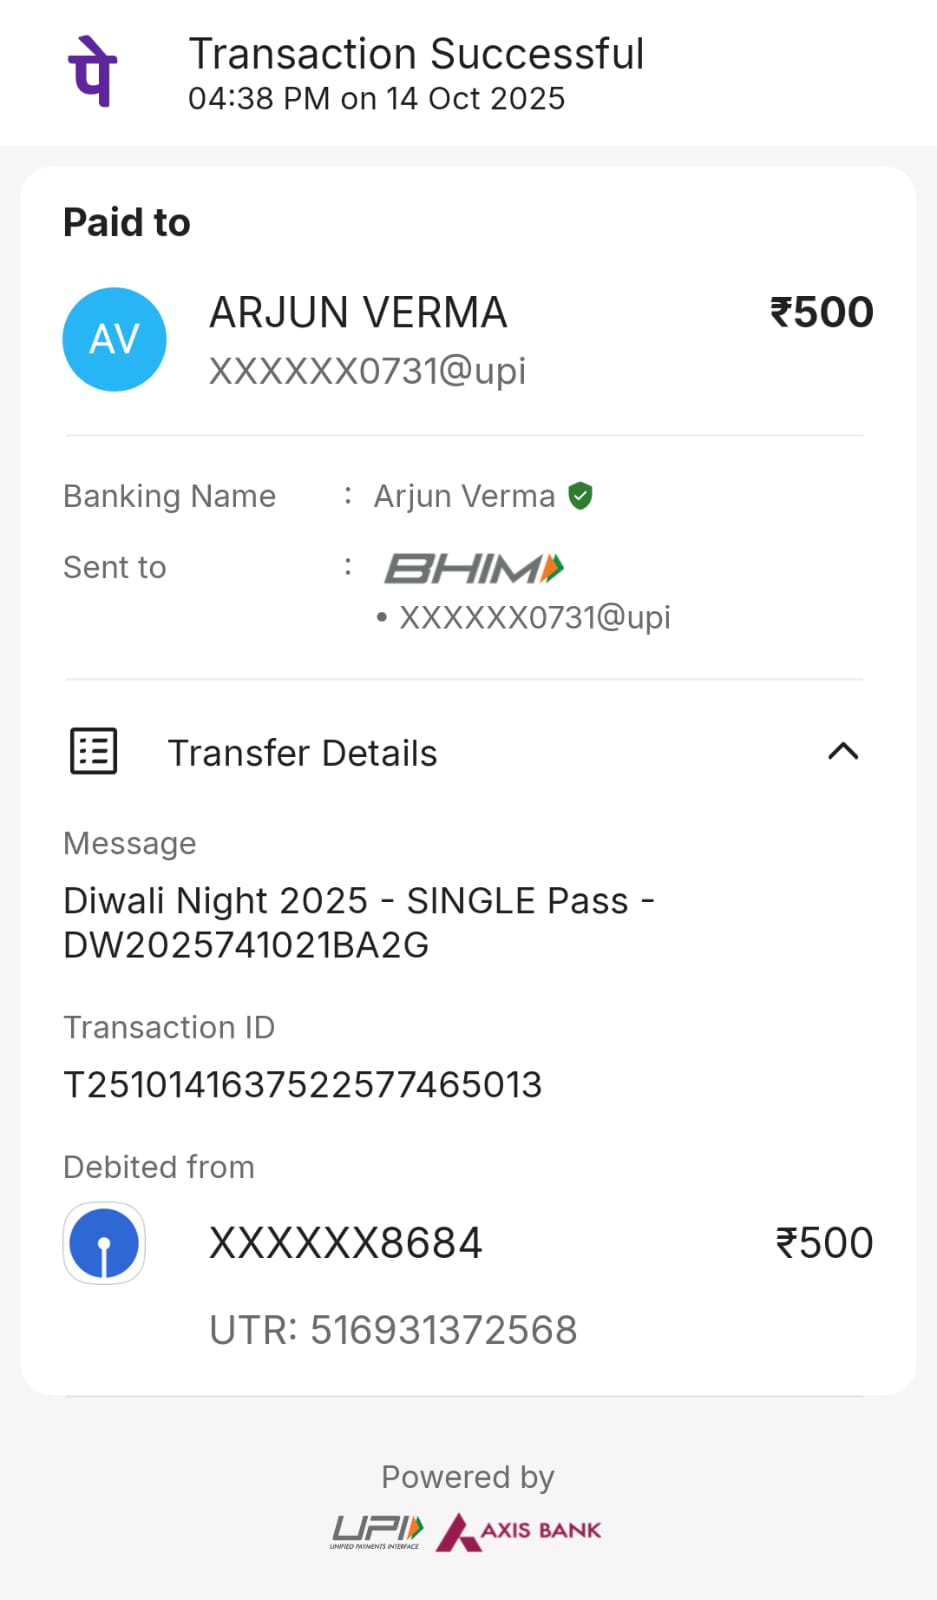 पे
Transaction Successful
04:38 PM on 14 Oct 2025
Paid to
AV
ARJUN VERMA
₹500
XXXXXX0731@upi
Banking Name : Arjun Verma
Sent to : BHIM
• XXXXXX0731@upi
Transfer Details
Message
Diwali Night 2025 - SINGLE Pass -
DW2025741021BA2G
Transaction ID
T2510141637522577465013
Debited from
XXXXXX8684
₹500
UTR: 516931372568
Powered by
UPI
UNIFIED PAYMENTS INTERFACE
AXIS BANK